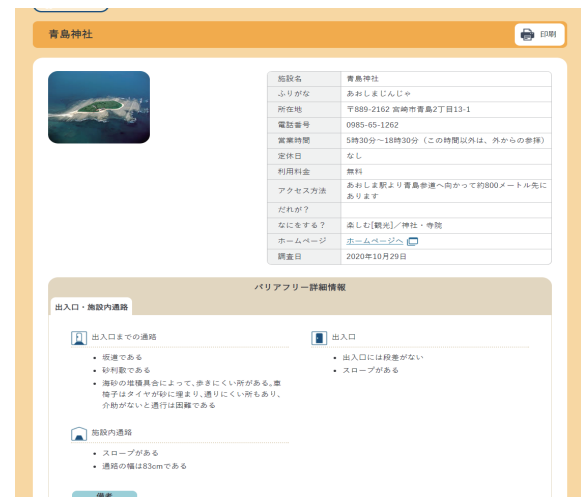 青島神社
印刷
施設名 青島神社
ふりがな あおしまじんじゃ
所在地 〒889-2162 宮崎市青島2丁目13-1
電話番号 0985-65-1262
営業時間 5時30分～18時30分（この時間以外は、外からの参拝）
定休日 なし
利用料金 無料
アクセス方法 あおしま駅より青島参道へ向かって約800メートル先に
あります
だれが？
なにをする？ 楽しむ[観光]／神社・寺院
ホームページ ホームページへ
調査日 2020年10月29日
バリアフリー詳細情報
出入口・施設内通路
出入口までの通路
• 坂道である
• 砂利敷である
• 海砂の堆積具合によって、歩きにくい所がある。車
椅子はタイヤが砂に埋まり、通りにくい所もあり、
介助がないと通行は困難である
出入口
• 出入口には段差がない
• スロープがある
施設内通路
• スロープがある
• 通路の幅は83cmである
備考